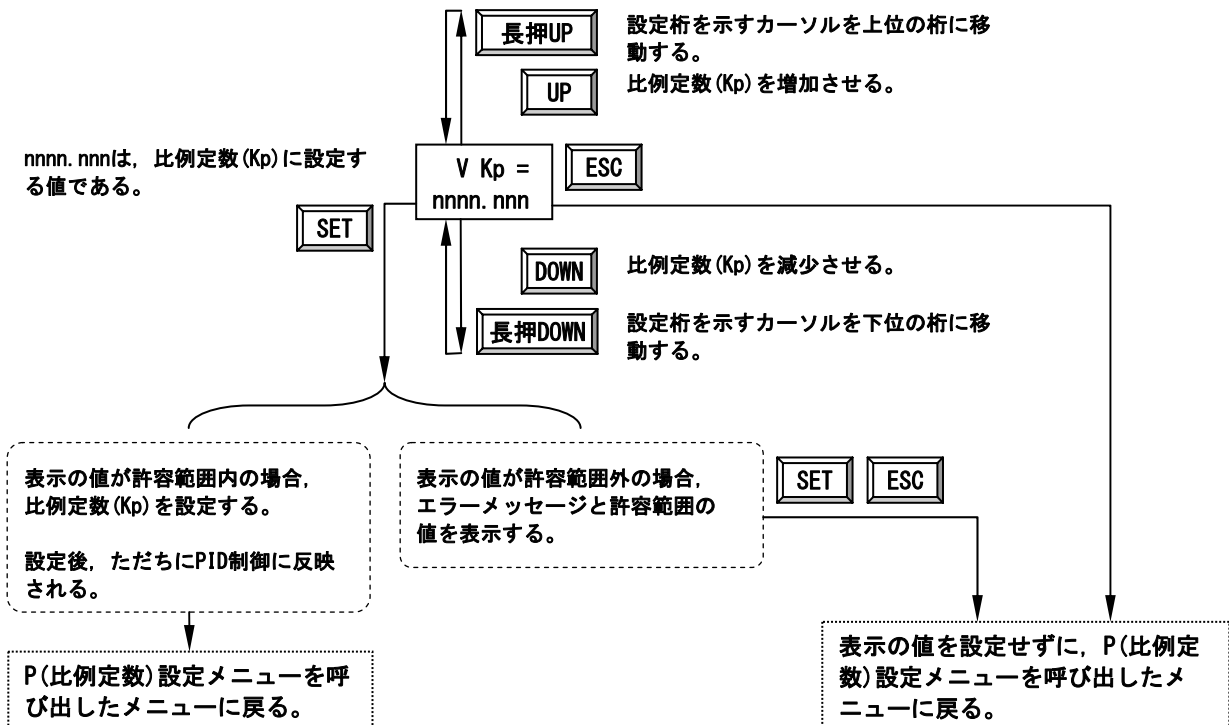 長押UP
設定桁を示すカーソルを上位の桁に移
動する。
UP
比例定数(Kp)を増加させる。
nnnn.nnnは，比例定数(Kp)に設定す
る値である。
V Kp =
nnnn.nnn
ESC
SET
DOWN
比例定数(Kp)を減少させる。
長押DOWN
設定桁を示すカーソルを下位の桁に移
動する。
表示の値が許容範囲内の場合，
比例定数(Kp)を設定する。
設定後，ただちにPID制御に反映
される。
表示の値が許容範囲外の場合，
エラーメッセージと許容範囲の
値を表示する。
SET
ESC
P(比例定数)設定メニューを呼
び出したメニューに戻る。
表示の値を設定せずに，P(比例定
数)設定メニューを呼び出したメ
ニューに戻る。